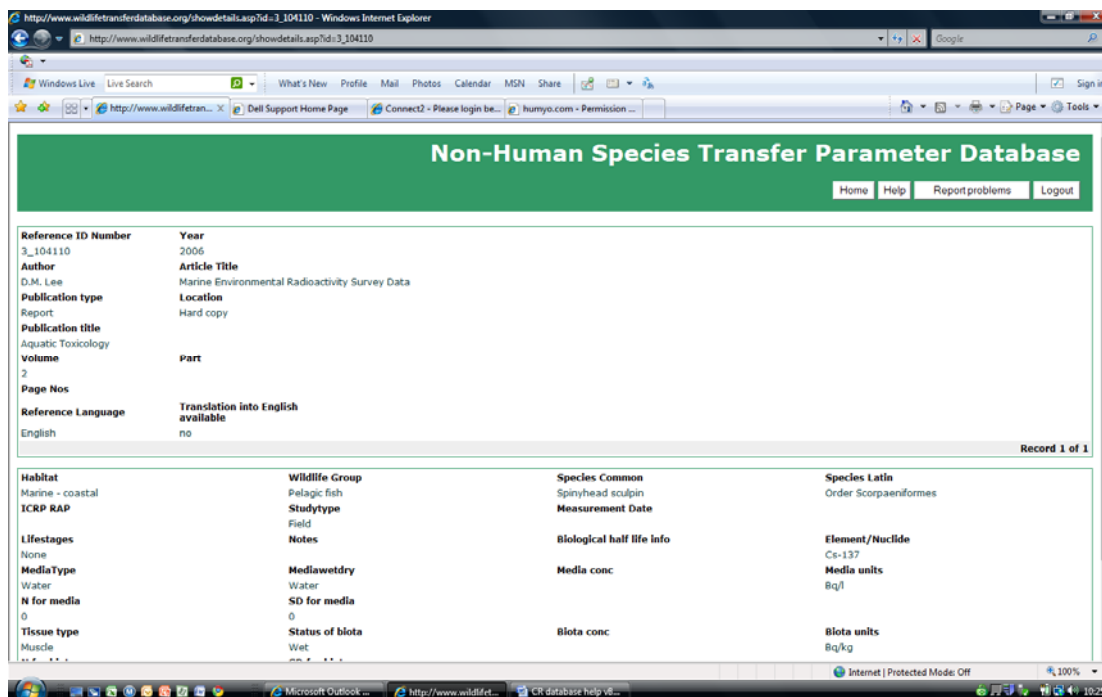 http://www.wildlifetransferdatabase.org/showdetails.asp?id=3_104110 - Windows Internet Explorer
http://www.wildlifetransferdatabase.org/showdetails.asp?id=3_104110 Google
Windows Live Live Search What's New Profile Mail Photos Calendar MSN Share Sign in
http://www.wildlifetran... X Dell Support Home Page Connect2 - Please login be... humyo.com - Permission ... Page Tools
Non-Human Species Transfer Parameter Database
Home Help Report problems Logout
Reference ID Number Year
3_104110 2006
Author Article Title
D.M. Lee Marine Environmental Radioactivity Survey Data
Publication type Location
Report Hard copy
Publication title
Aquatic Toxicology
Volume Part
2
Page Nos
Reference Language Translation into English available
English no
Record 1 of 1
Habitat Wildlife Group Species Common Species Latin
Marine - coastal Pelagic fish Spinyhead sculpin Order Scorpaeniformes
ICRP RAP Studytype Measurement Date
Field
Lifestages Notes Biological half life info Element/Nuclide
None Cs-137
MediaType Mediawetdry Media conc Media units
Water Water Bq/l
N for media SD for media
0 0
Tissue type Status of biota Biota conc Biota units
Muscle Wet Bq/kg
Internet | Protected Mode: Off 100%
Microsoft Outlook ... http://www.wildlifet... CR database help v8...